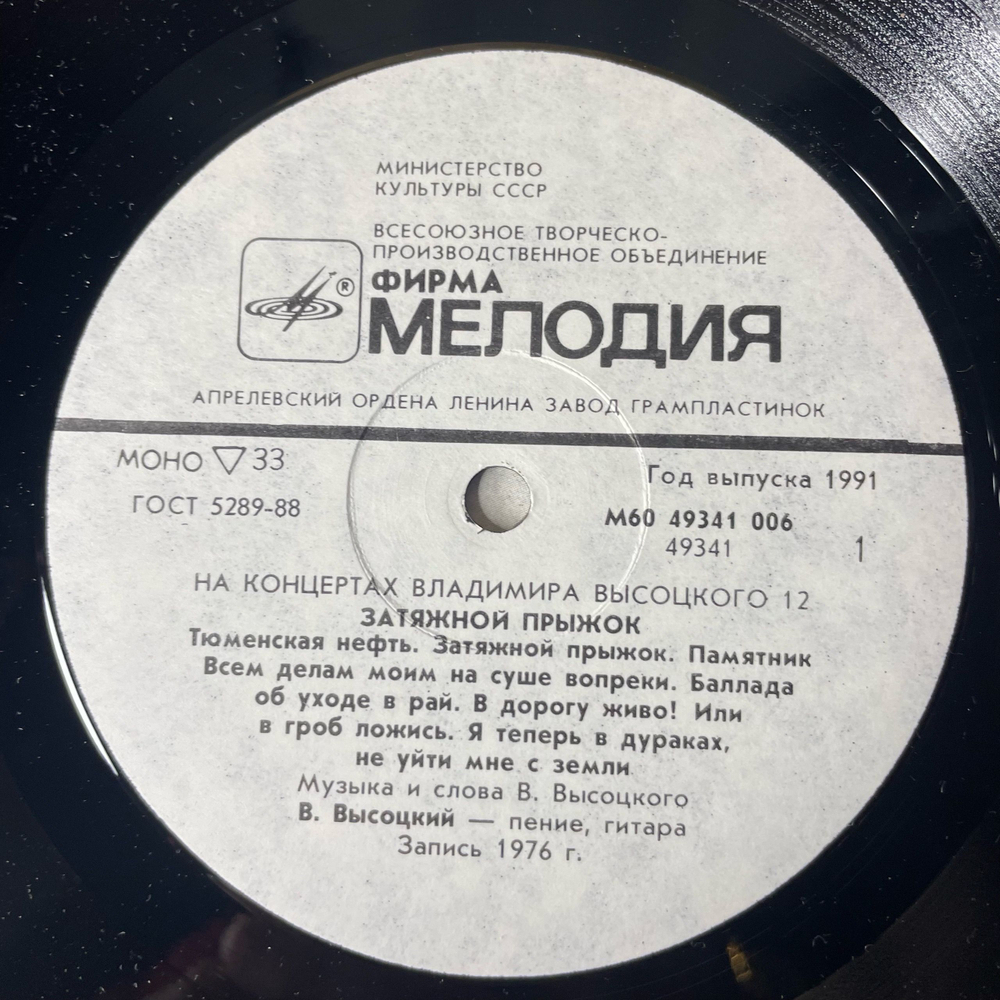 МИНИСТЕРСТВО
КУЛЬТУРЫ СССР
ВСЕСОЮЗНОЕ ТВОРЧЕСКО-
ПРОИЗВОДСТВЕННОЕ ОБЪЕДИНЕНИЕ
ФИРМА
®
МЕЛОДИЯ
АПРЕЛЕВСКИЙ ОРДЕНА ЛЕНИНА ЗАВОД ГРАМПЛАСТИНОК
МОНО ▽ 33
Год выпуска 1991
ГОСТ 5289-88
М60 49341 006
49341
1
НА КОНЦЕРТАХ ВЛАДИМИРА ВЫСОЦКОГО 12
ЗАТЯЖНОЙ ПРЫЖОК
Тюменская нефть. Затяжной прыжок. Памятник
Всем делам моим на суше вопреки. Баллада
об уходе в рай. В дорогу живо! Или
в гроб ложись. Я теперь в дураках,
не уйти мне с земли
Музыка и слова В. Высоцкого
В. Высоцкий — пение, гитара
Запись 1976 г.